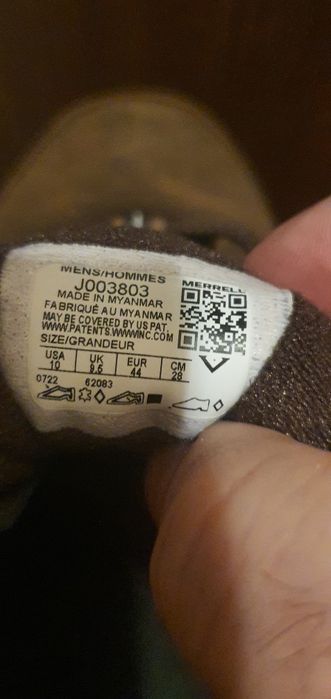 MENS/HOMMES
J003803
MERRELL
MADE IN MYANMAR
FABRIQUÉ AU MYANMAR
MAY BE COVERED BY US PAT.
WWW.PATENTS.WWWINC.COM
SIZE/GRANDEUR
USA UK EUR CM
10 9.5 44 28
0722 62083